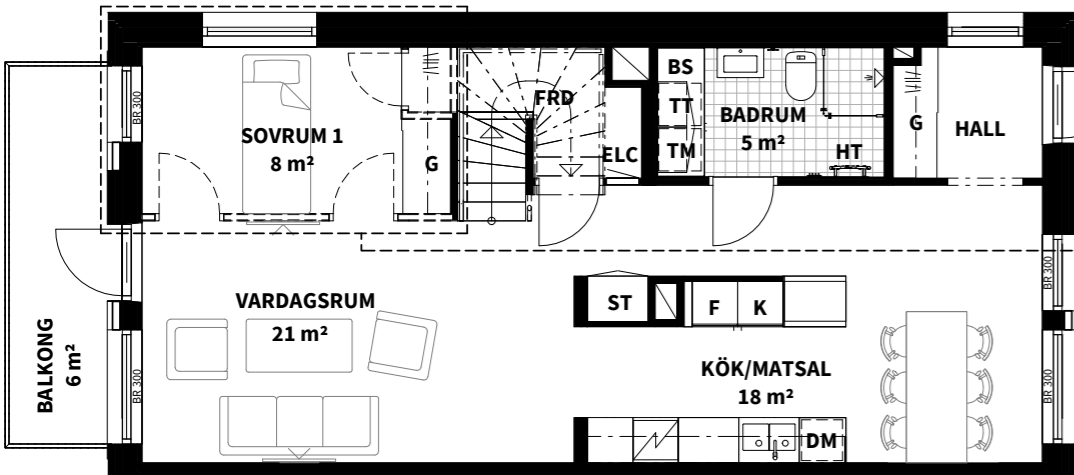 BS
FRD
TT
BADRUM
5 m²
BR 300
SOVRUM 1
8 m²
G
ELC
TM
HT
G
HALL
VARDAGSRUM
21 m²
ST
F
K
BR 300
BALKONG
6 m²
BR 300
KÖK/MATSAL
18 m²
BR 300
DM